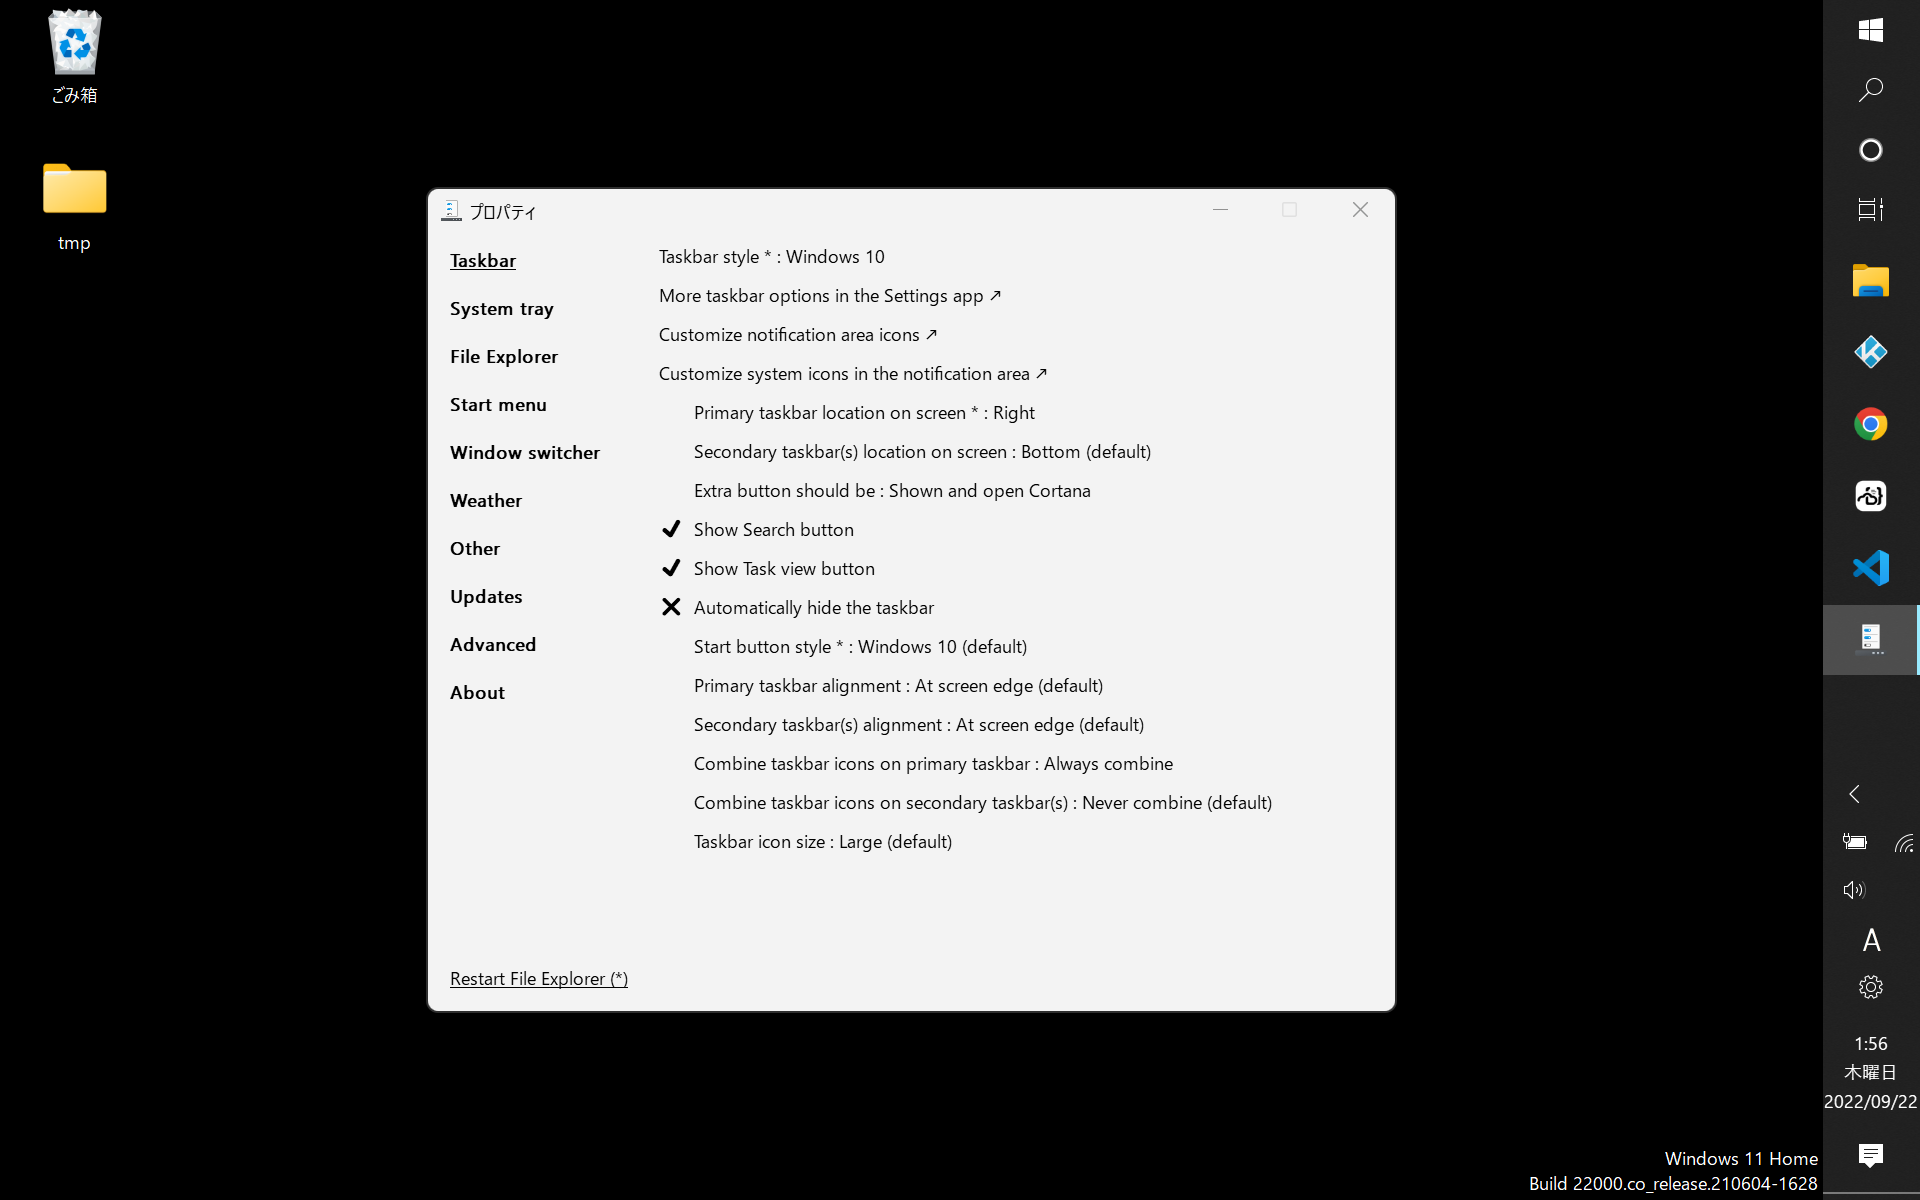 ごみ箱
tmp
プロパティ
Taskbar
System tray
File Explorer
Start menu
Window switcher
Weather
Other
Updates
Advanced
About
Taskbar style * : Windows 10
More taskbar options in the Settings app ↗
Customize notification area icons ↗
Customize system icons in the notification area ↗
Primary taskbar location on screen * : Right
Secondary taskbar(s) location on screen : Bottom (default)
Extra button should be : Shown and open Cortana
Show Search button
Show Task view button
Automatically hide the taskbar
Start button style * : Windows 10 (default)
Primary taskbar alignment : At screen edge (default)
Secondary taskbar(s) alignment : At screen edge (default)
Combine taskbar icons on primary taskbar : Always combine
Combine taskbar icons on secondary taskbar(s) : Never combine (default)
Taskbar icon size : Large (default)
Restart File Explorer (*)
A
1:56
木曜日
2022/09/22
Windows 11 Home
Build 22000.co_release.210604-1628